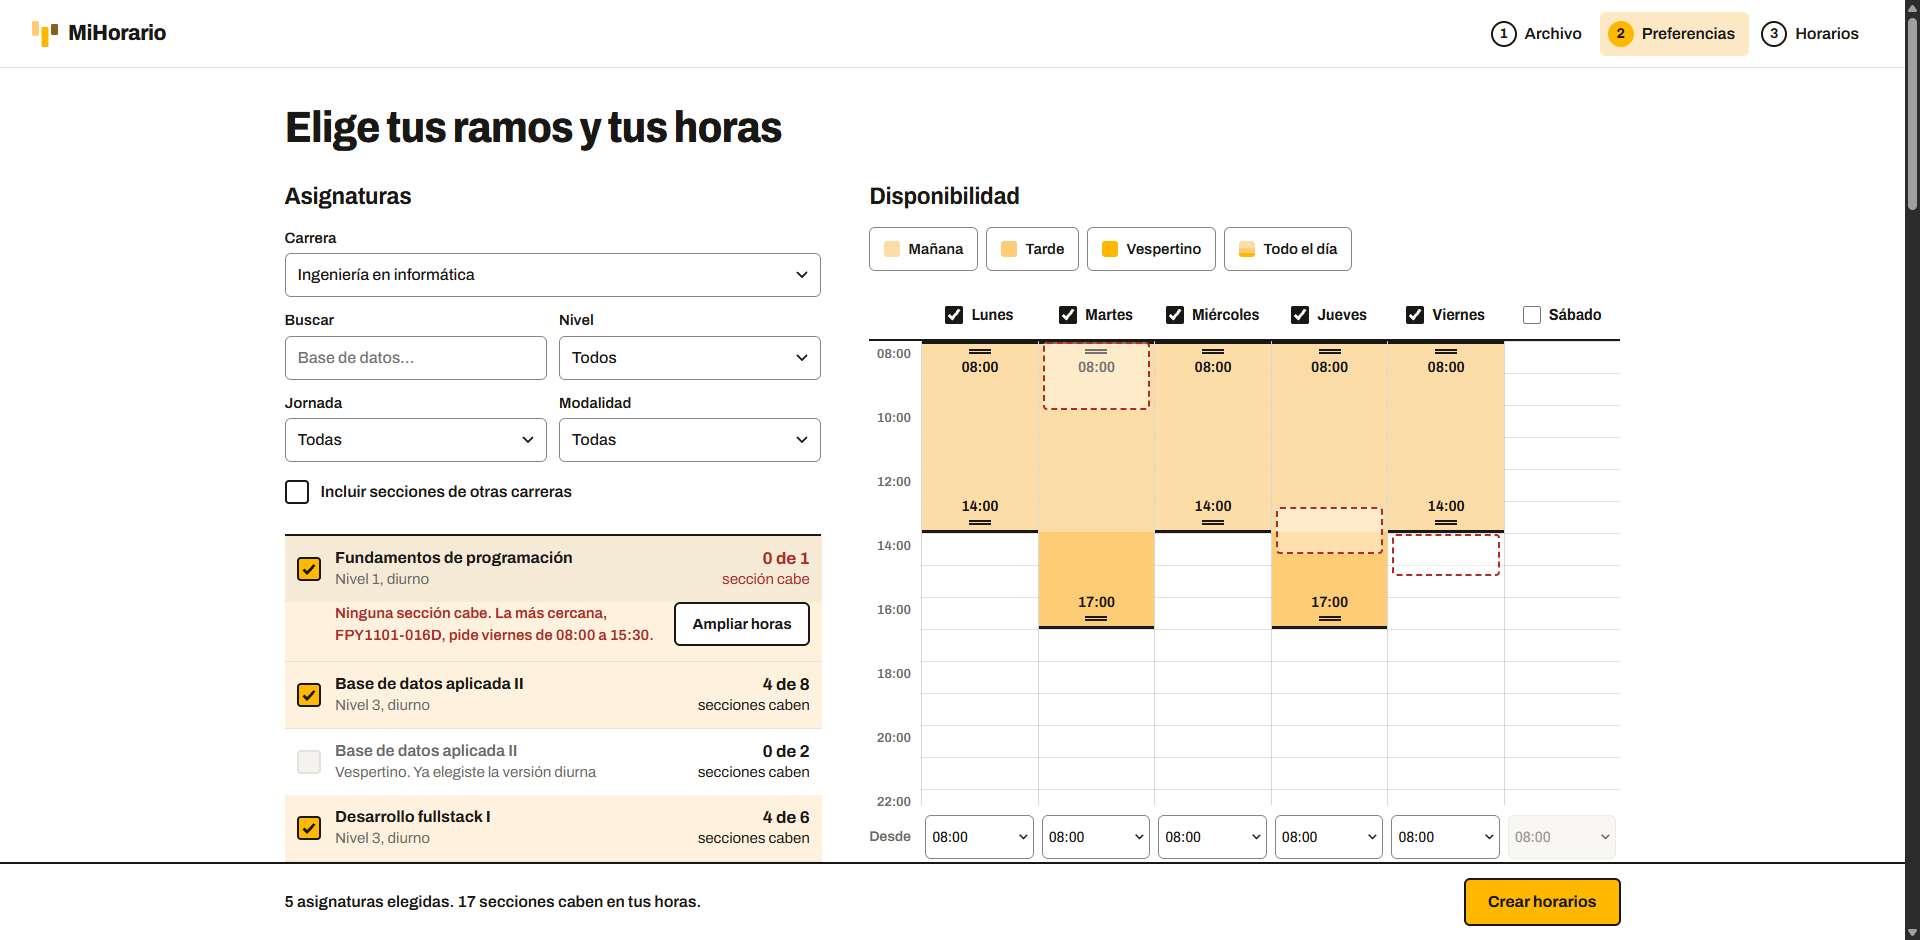 MiHorario
1 Archivo
2 Preferencias
3 Horarios
Elige tus ramos y tus horas
Asignaturas
Carrera
Ingeniería en informática
Buscar
Nivel
Base de datos...
Todos
Jornada
Modalidad
Todas
Todas
Incluir secciones de otras carreras
Fundamentos de programación
0 de 1
Nivel 1, diurno
sección cabe
Ninguna sección cabe. La más cercana,
FPY1101-016D, pide viernes de 08:00 a 15:30.
Ampliar horas
Base de datos aplicada II
4 de 8
Nivel 3, diurno
secciones caben
Base de datos aplicada II
0 de 2
Vespertino. Ya elegiste la versión diurna
secciones caben
Desarrollo fullstack I
4 de 6
Nivel 3, diurno
secciones caben
Disponibilidad
Mañana
Tarde
Vespertino
Todo el día
Lunes
Martes
Miércoles
Jueves
Viernes
Sábado
08:00
08:00 08:00 08:00 08:00 08:00
10:00
12:00
14:00 14:00 14:00
14:00
17:00 17:00
16:00
18:00
20:00
22:00
Desde 08:00 08:00 08:00 08:00 08:00 08:00
5 asignaturas elegidas. 17 secciones caben en tus horas.
Crear horarios